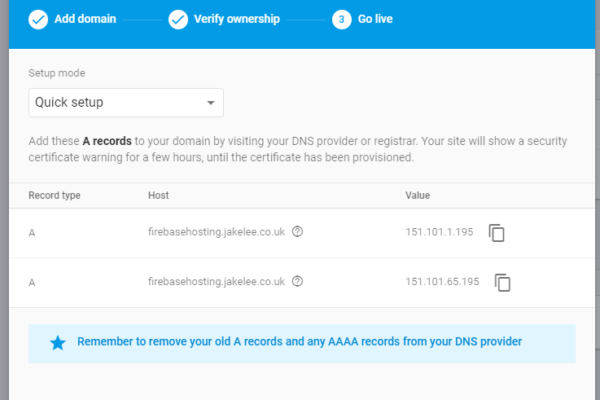 Add domain
Verify ownership
3 Go live
Setup mode
Quick setup
Add these A records to your domain by visiting your DNS provider or registrar. Your site will show a security
certificate warning for a few hours, until the certificate has been provisioned.
Record type Host Value
A firebasehosting.jakelee.co.uk 151.101.1.195
A firebasehosting.jakelee.co.uk 151.101.65.195
Remember to remove your old A records and any AAAA records from your DNS provider